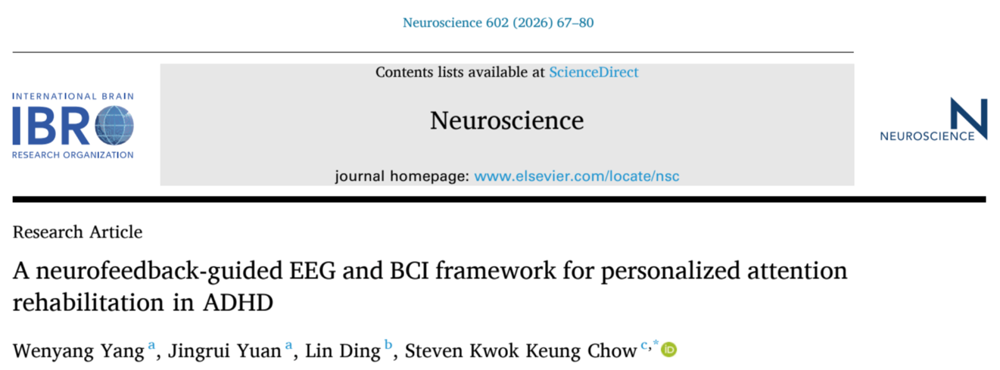 Neuroscience 602 (2026) 67–80
INTERNATIONAL BRAIN
IBRO
RESEARCH ORGANIZATION
Contents lists available at ScienceDirect
Neuroscience
journal homepage: www.elsevier.com/locate/nsc
N
NEUROSCIENCE
Research Article
A neurofeedback-guided EEG and BCI framework for personalized attention
rehabilitation in ADHD
Wenyang Yang a, Jingrui Yuan a, Lin Ding b, Steven Kwok Keung Chow c,* iD